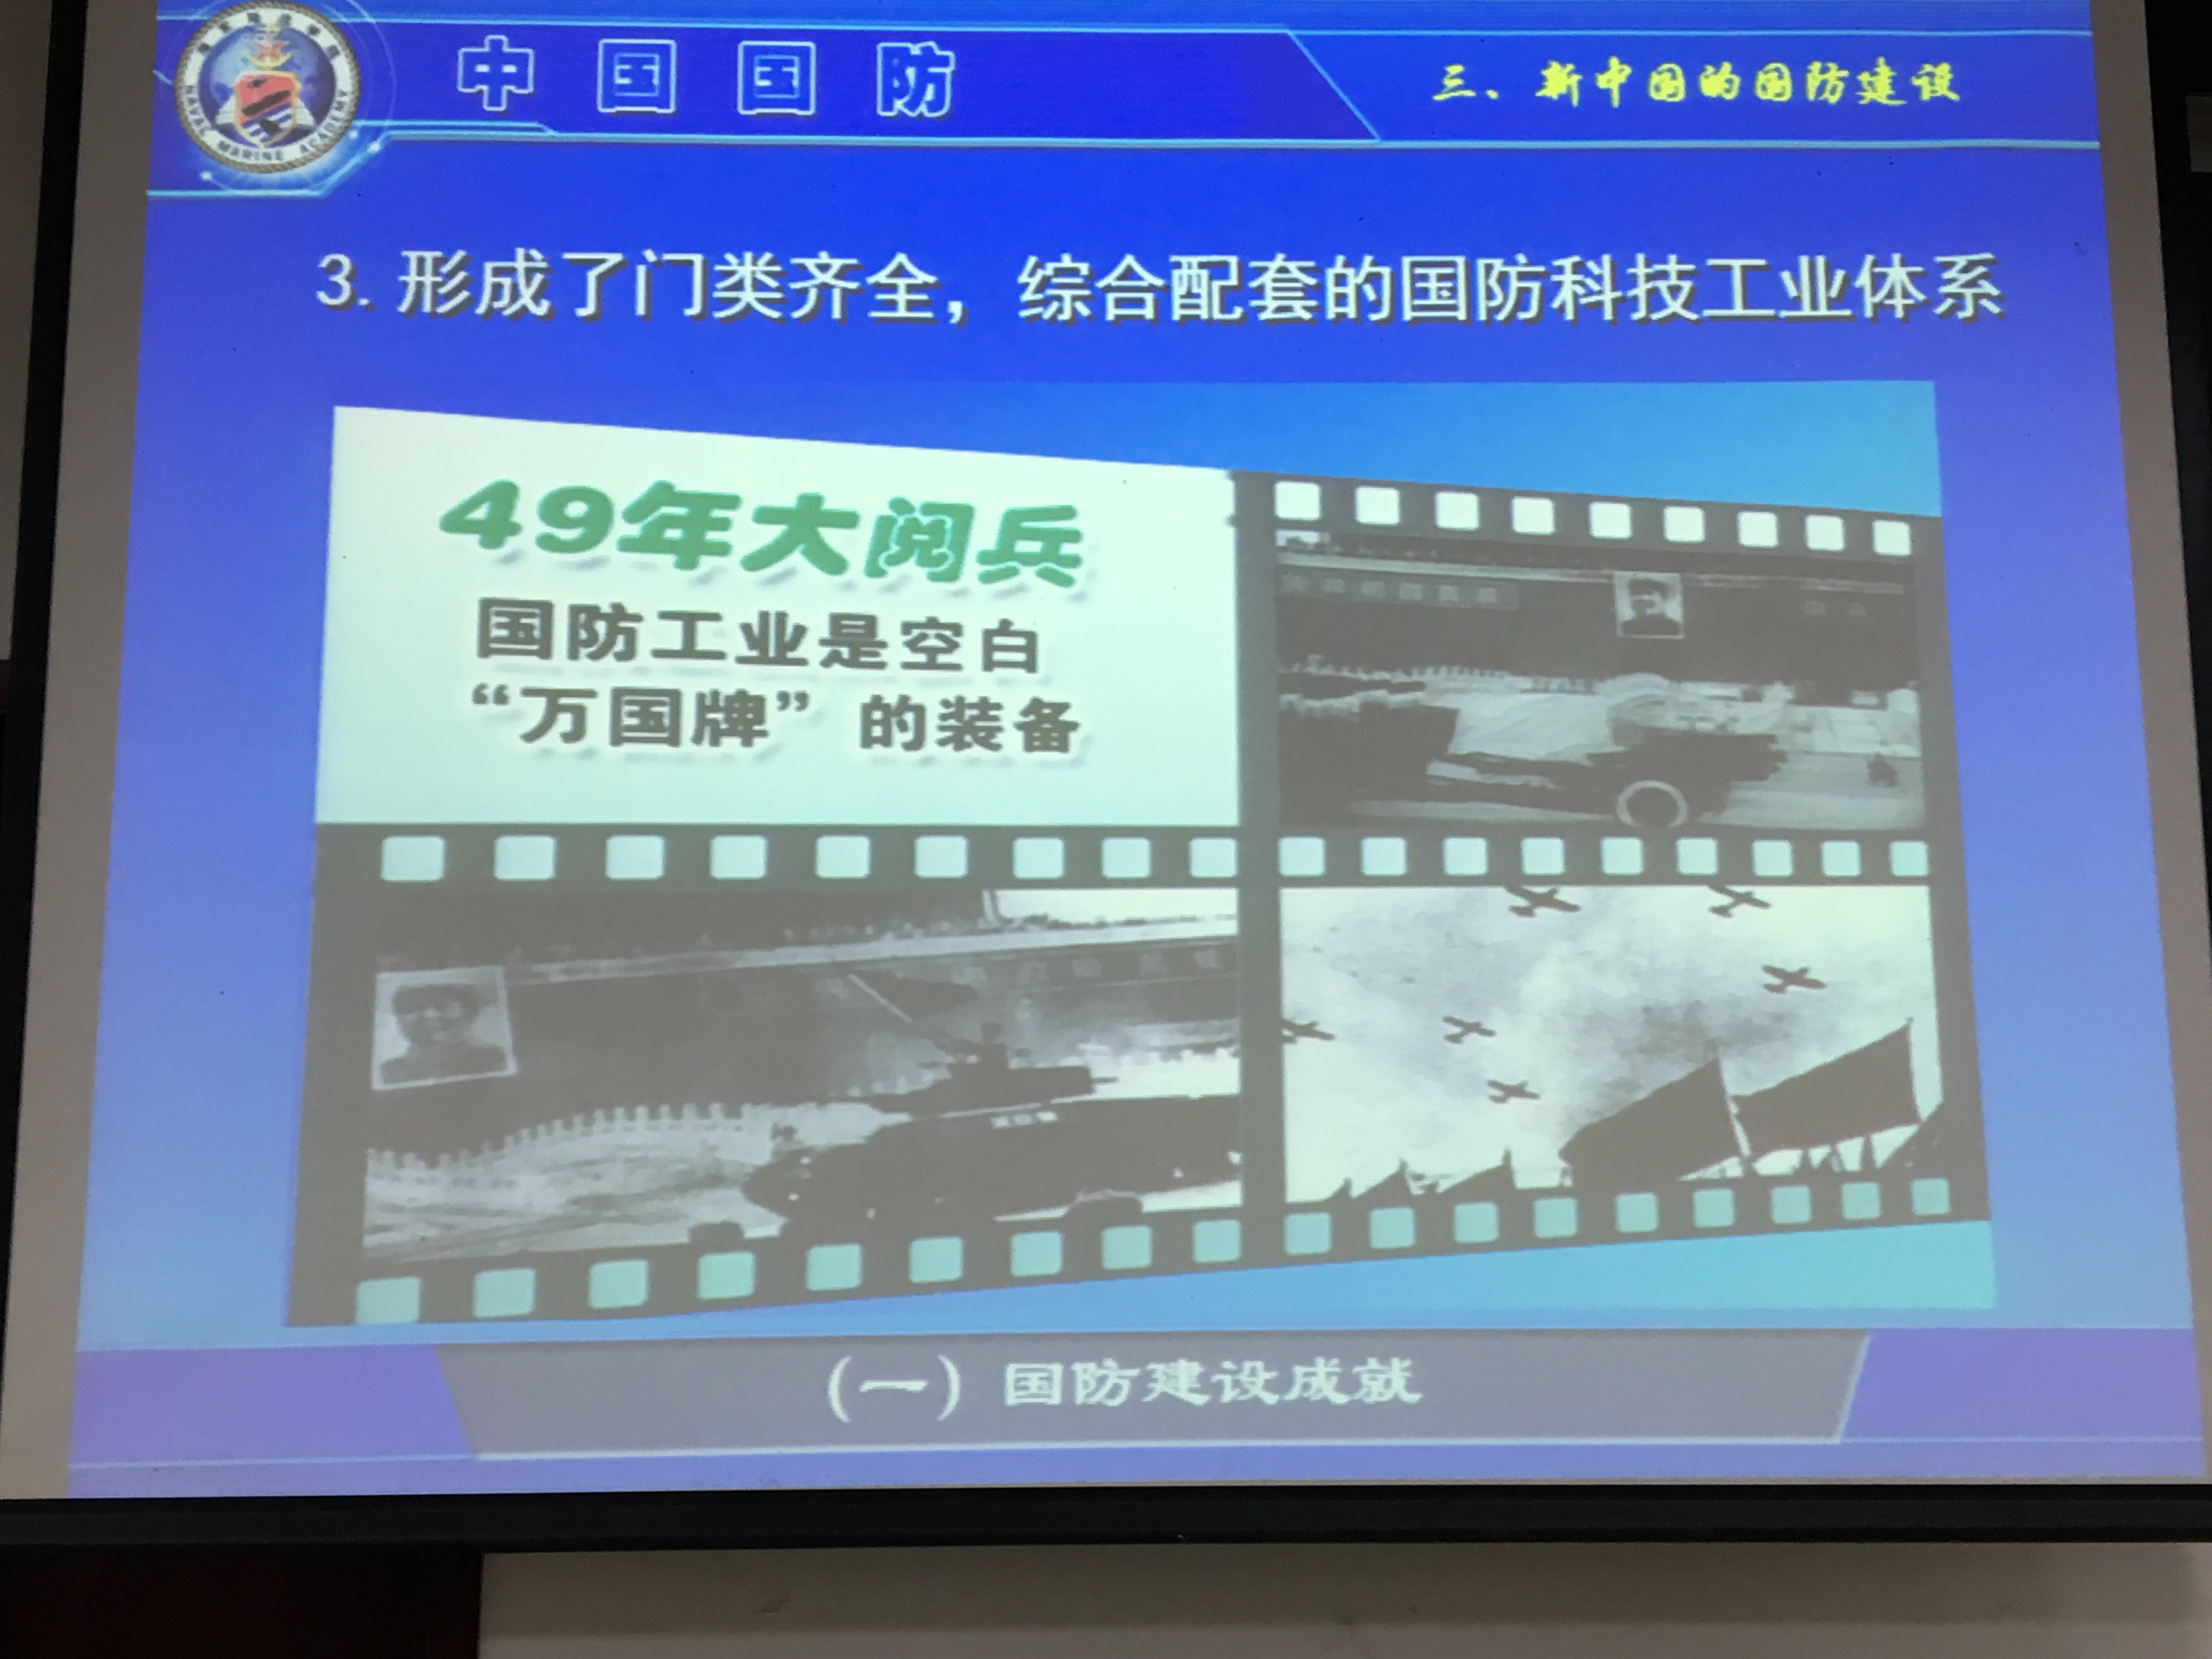 NAVAL MARINE ACADEMY
中国国防
三、新中国的国防建设
3. 形成了门类齐全，综合配套的国防科技工业体系
49年大阅兵
国防工业是空白
“万国牌”的装备
(一) 国防建设成就